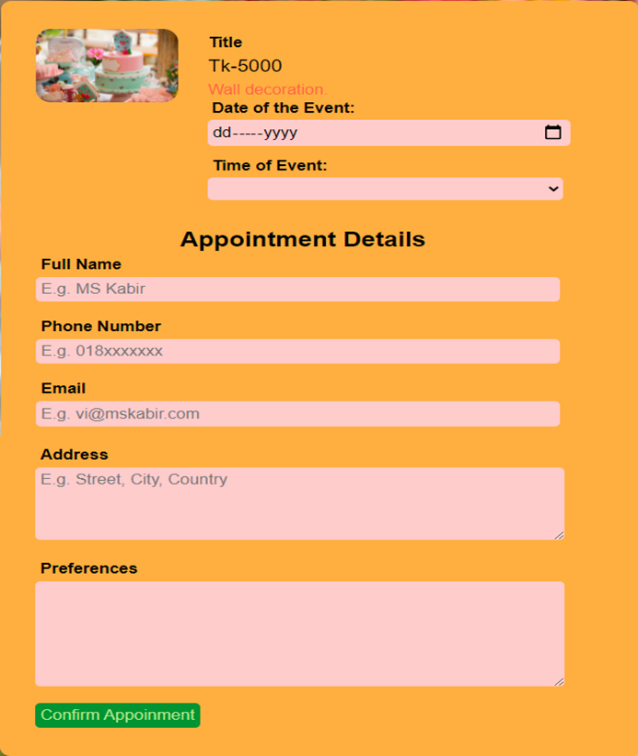 Title
Tk-5000
Wall decoration.
Date of the Event:
dd-----yyyy
Time of Event:
Appointment Details
Full Name
E.g. MS Kabir
Phone Number
E.g. 018xxxxxxx
Email
E.g. vi@mskabir.com
Address
E.g. Street, City, Country
Preferences
Confirm Appoinment